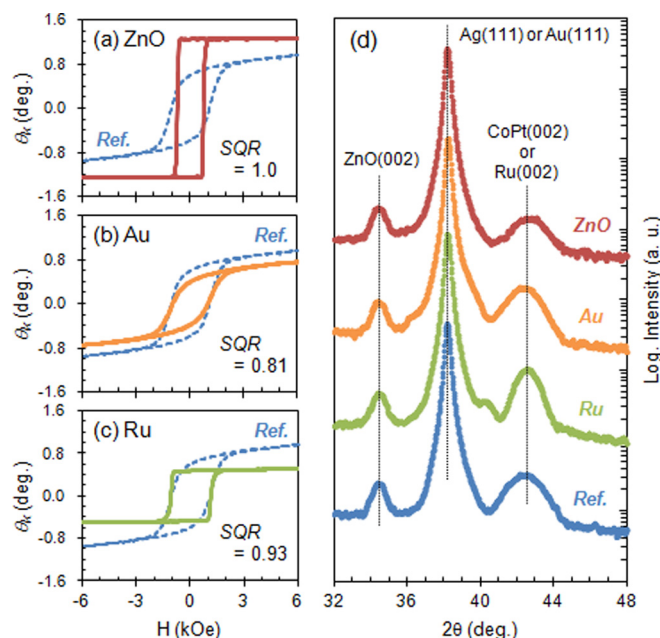 (a) ZnO
1.6
0.8
0.0
-0.8
-1.6
θk (deg.)
Ref.
SQR
= 1.0
(b) Au
1.6
0.8
0.0
-0.8
-1.6
θk (deg.)
Ref.
SQR
= 0.81
(c) Ru
1.6
0.8
0.0
-0.8
-1.6
θk (deg.)
Ref.
SQR
= 0.93
-6 -3 0 3 6
H (kOe)
(d)
Ag(111) or Au(111)
ZnO(002)
CoPt(002)
or
Ru(002)
ZnO
Au
Ru
Ref.
Log. Intensity (a. u.)
32 36 40 44 48
2θ (deg.)